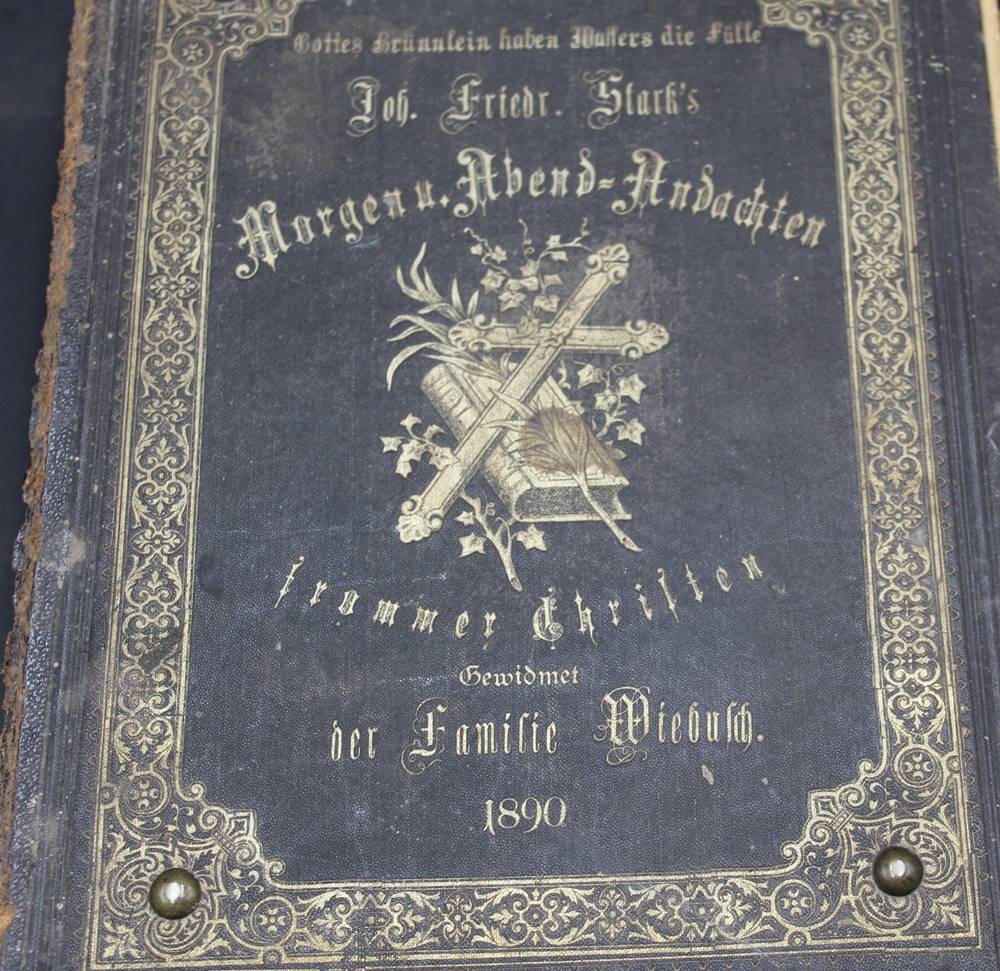 Gottes Brünnlein haben Wassers die Fülle
Joh. Friedr. Stark's
Morgen u. Abend=Andachten
frommer Christen
Gewidmet
der Familie Wiebusch.
1890